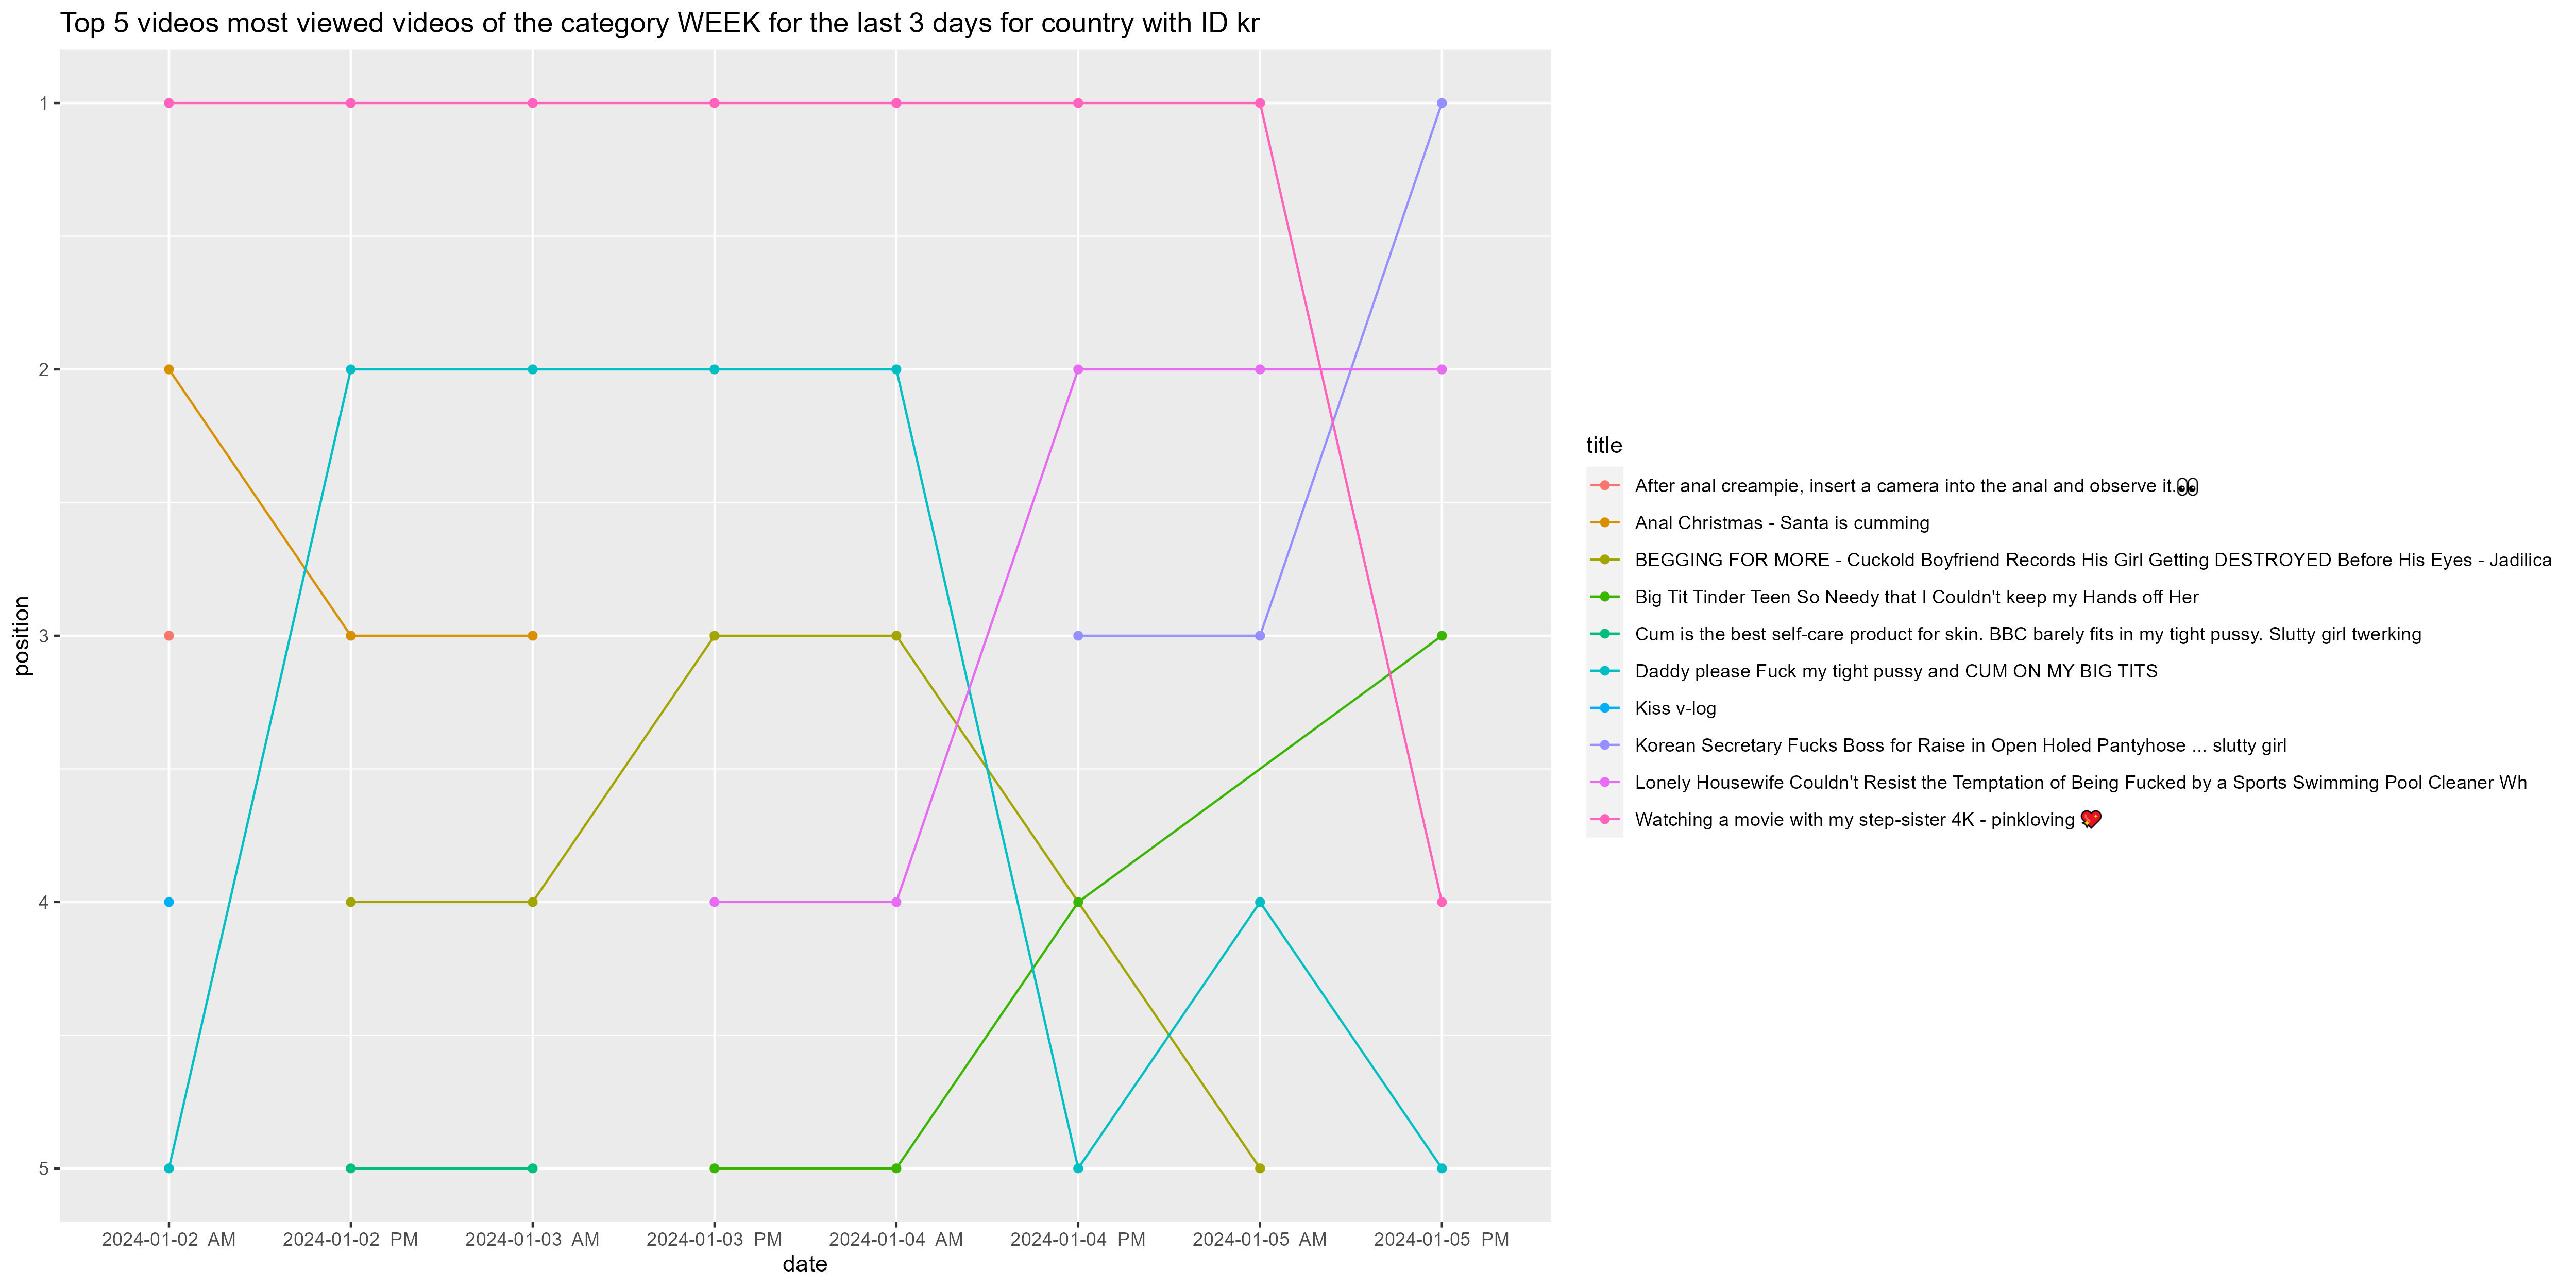 Top 5 videos most viewed videos of the category WEEK for the last 3 days for country with ID kr
position
1
2
3
4
5
2024-01-02 AM
2024-01-02 PM
2024-01-03 AM
2024-01-03 PM
2024-01-04 AM
2024-01-04 PM
2024-01-05 AM
2024-01-05 PM
date
title
After anal creampie, insert a camera into the anal and observe it.👀
Anal Christmas - Santa is cumming
BEGGING FOR MORE - Cuckold Boyfriend Records His Girl Getting DESTROYED Before His Eyes - Jadilica
Big Tit Tinder Teen So Needy that I Couldn't keep my Hands off Her
Cum is the best self-care product for skin. BBC barely fits in my tight pussy. Slutty girl twerking
Daddy please Fuck my tight pussy and CUM ON MY BIG TITS
Kiss v-log
Korean Secretary Fucks Boss for Raise in Open Holed Pantyhose ... slutty girl
Lonely Housewife Couldn't Resist the Temptation of Being Fucked by a Sports Swimming Pool Cleaner Wh
Watching a movie with my step-sister 4K - pinkloving 💖